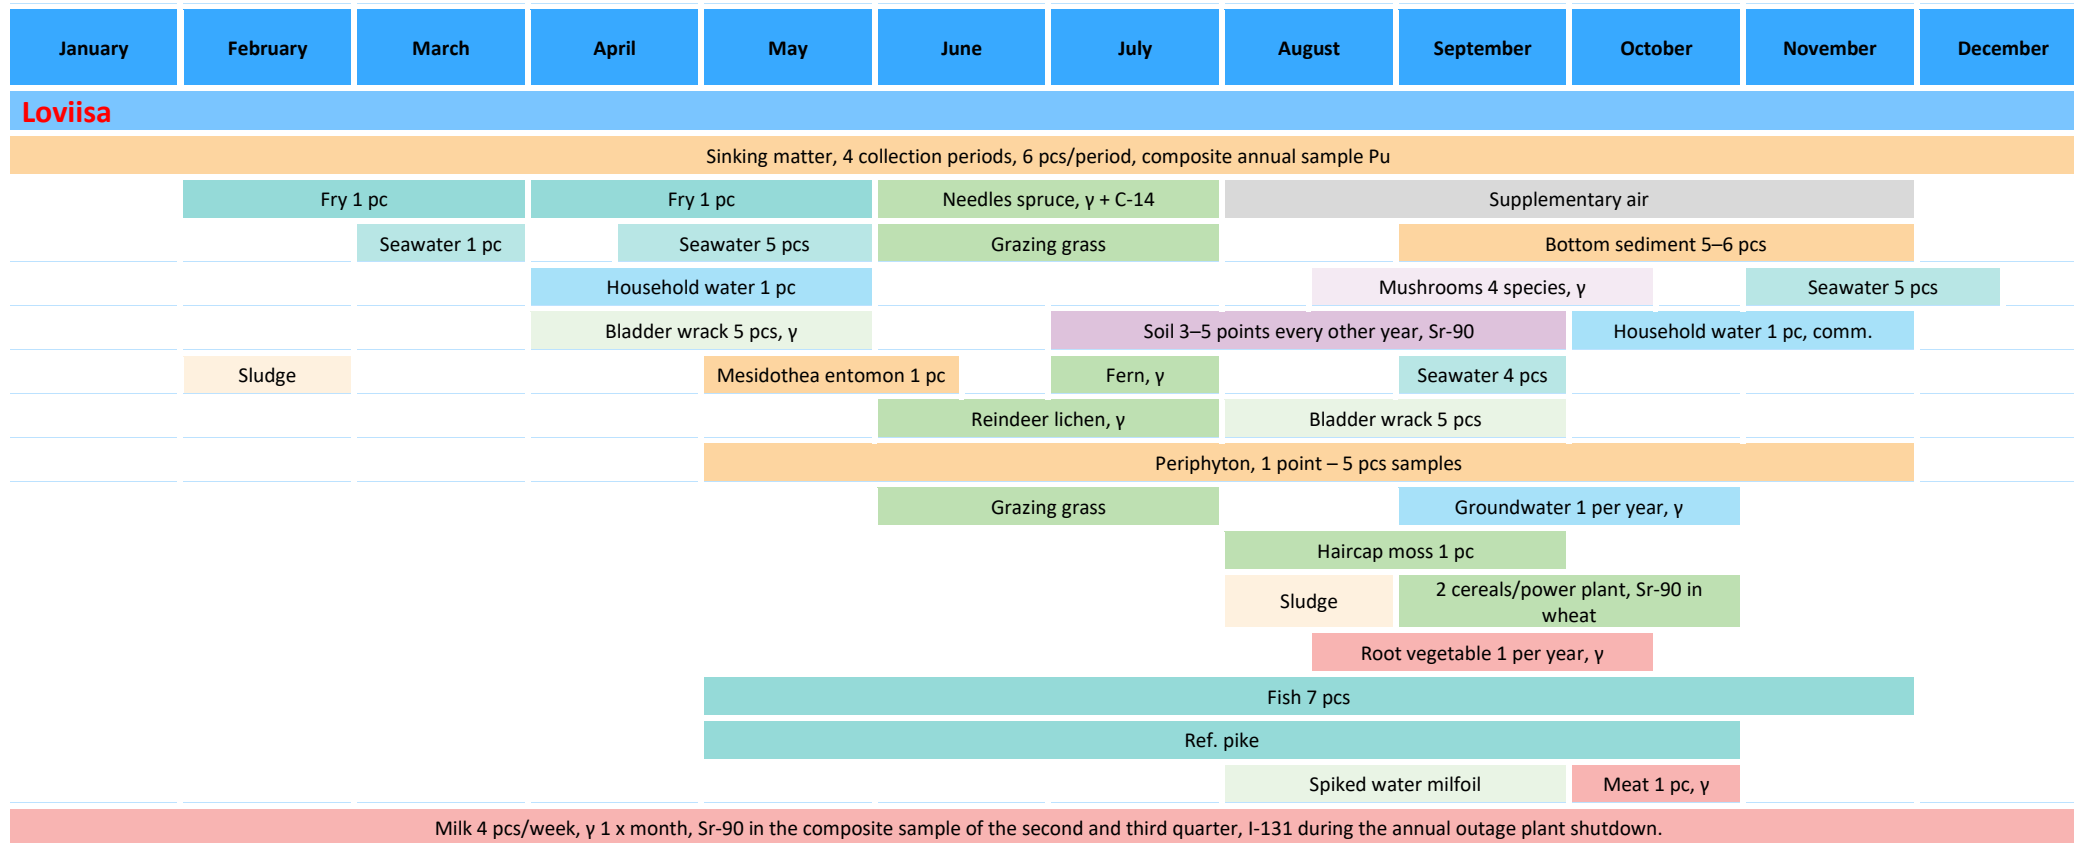 January February March April May June July August September October November December
Loviisa
Sinking matter, 4 collection periods, 6 pcs/period, composite annual sample Pu
Fry 1 pc Fry 1 pc Needles spruce, γ + C-14 Supplementary air
Seawater 1 pc Seawater 5 pcs Grazing grass Bottom sediment 5–6 pcs
Household water 1 pc Mushrooms 4 species, γ Seawater 5 pcs
Bladder wrack 5 pcs, γ Soil 3–5 points every other year, Sr-90 Household water 1 pc, comm.
Sludge Mesidothea entomon 1 pc Fern, γ Seawater 4 pcs
Reindeer lichen, γ Bladder wrack 5 pcs
Periphyton, 1 point – 5 pcs samples
Grazing grass Groundwater 1 per year, γ
Haircap moss 1 pc
Sludge 2 cereals/power plant, Sr-90 in
wheat
Root vegetable 1 per year, γ
Fish 7 pcs
Ref. pike
Spiked water milfoil Meat 1 pc, γ
Milk 4 pcs/week, γ 1 x month, Sr-90 in the composite sample of the second and third quarter, I-131 during the annual outage plant shutdown.